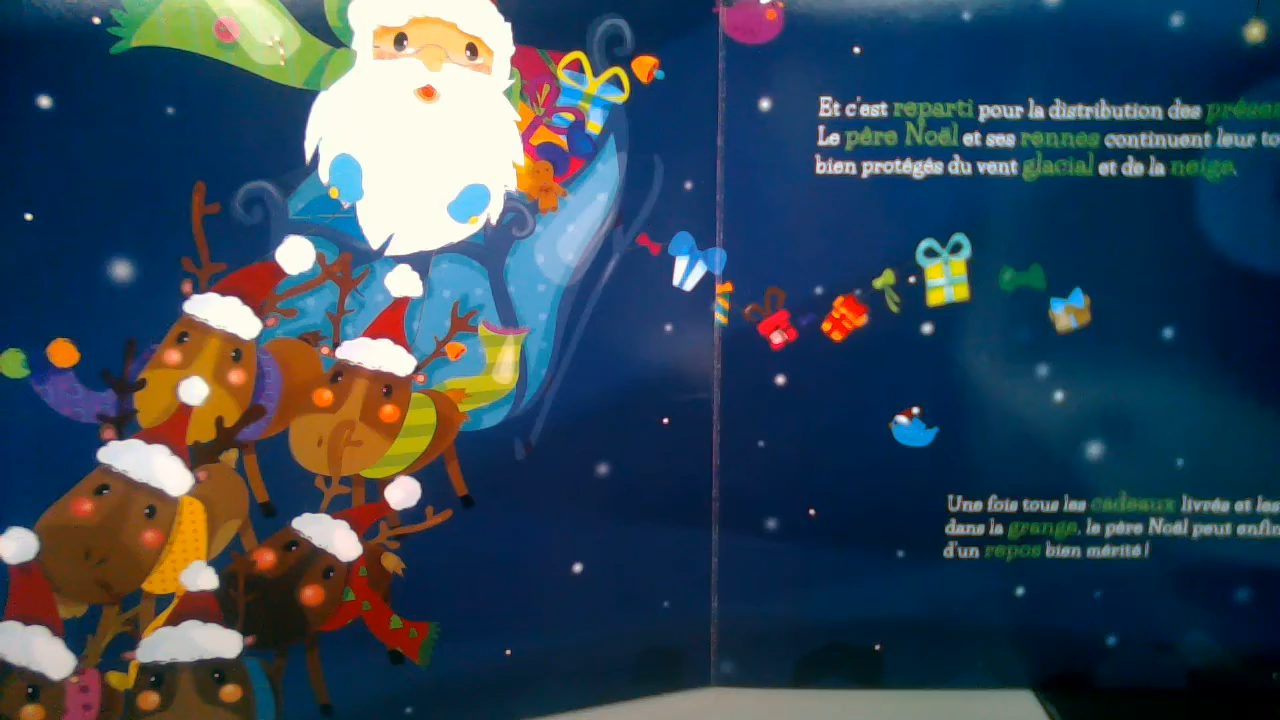 Et c'est reparti pour la distribution des
Le père Noël et ses rennes continuent leur
bien protégés du vent glacial et de la neige.
Une fois tous les cadeaux livrés et les
dans la grange, le père Noël peut enfin
d'un repos bien mérité !